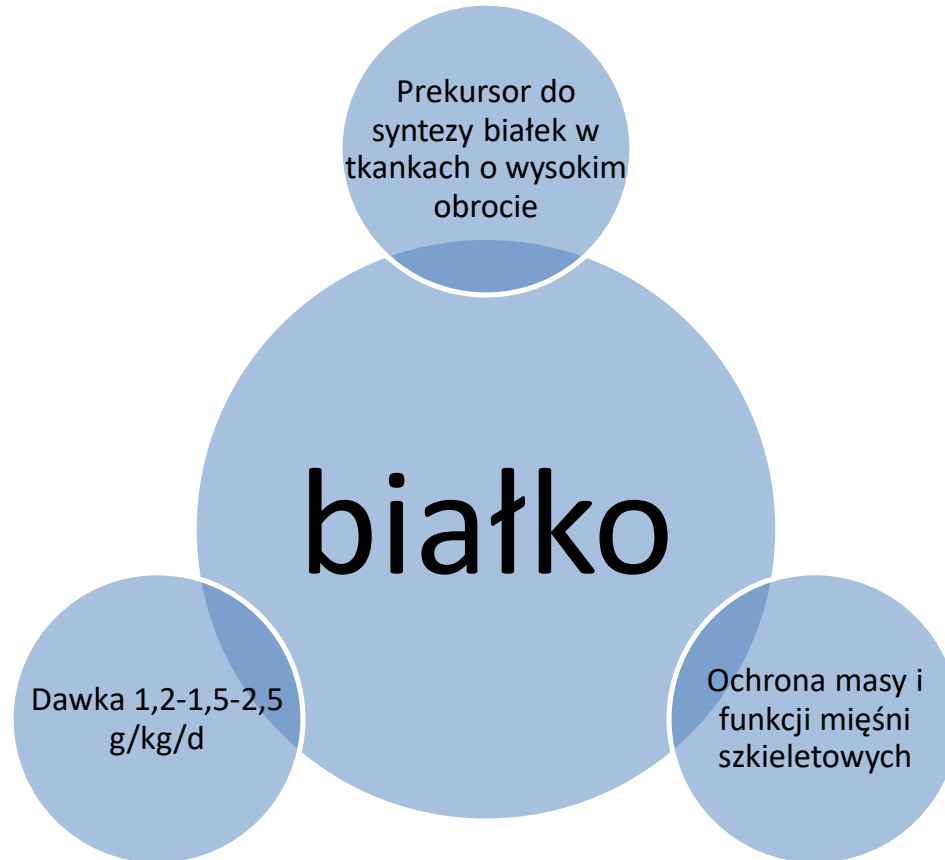 Prekursor do
syntezy białek w
tkankach o wysokim
obrocie
białko
Dawka 1,2-1,5-2,5
g/kg/d
Ochrona masy i
funkcji mięśni
szkieletowych